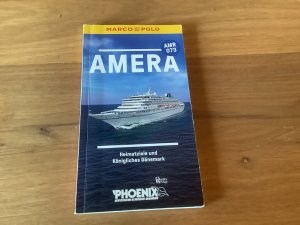 MARCO POLO
AMR
073
AMERA
Heimatziele und
Königliches Dänemark
PHOENIX